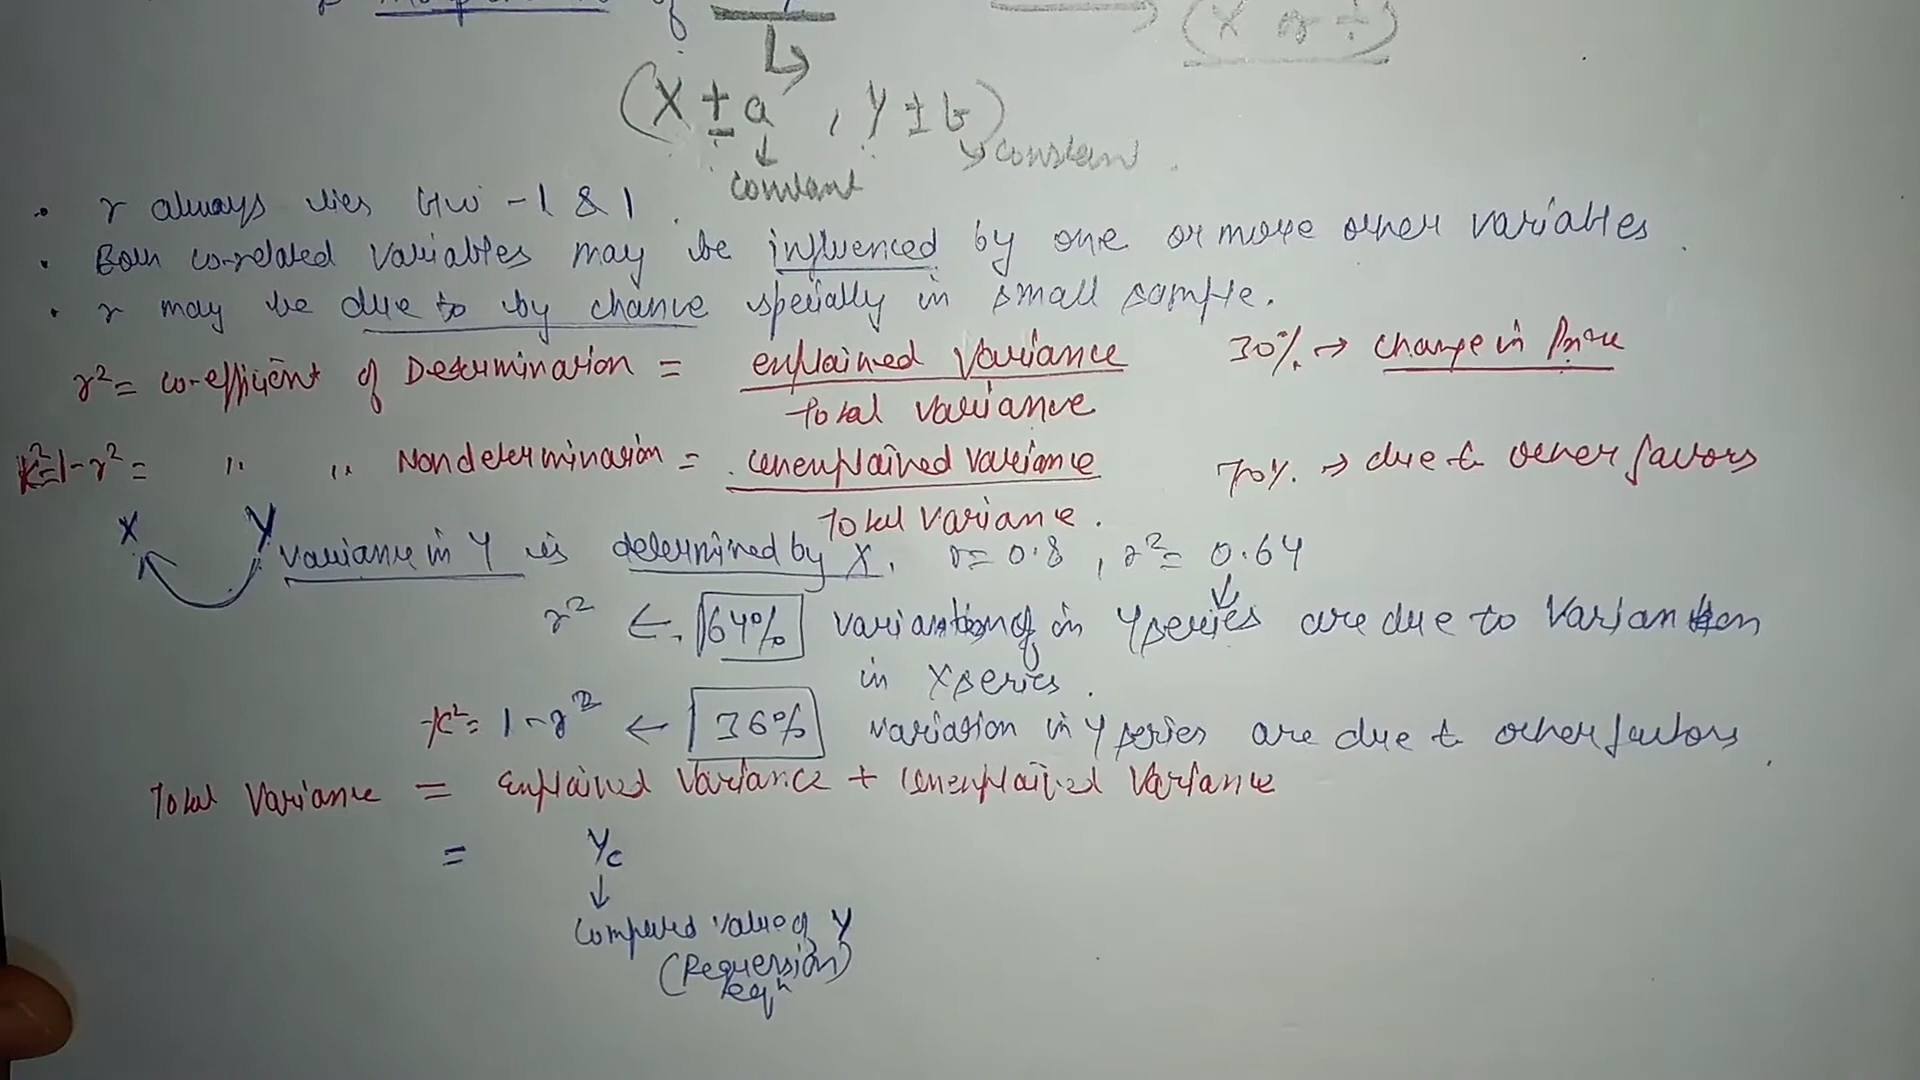 of
(X or ÷)
(X ± a , Y ± b)
constant
constant
• r always lies btw -1 & 1 .
• Both co-related variables may be influenced by one or more other variables .
• r may be due to by chance specially in small sample.
r² = co-efficient of Determination = explained Variance / Total variance
30% → change in Price
k²=1-r² = " " Nondetermination = unexplained variance / Total variance .
70% → due to other factors
X Y
variance in Y is determined by X. r= 0.8 , r²= 0.64
r² ← 64% variation in Y series are due to Variation
in X series .
k²= 1-r² ← 36% variation in Y series are due to other factors .
Total Variance = Explained Variance + Unexplained Variance
= Yc
Computed value of Y
(Regression)
eqⁿ